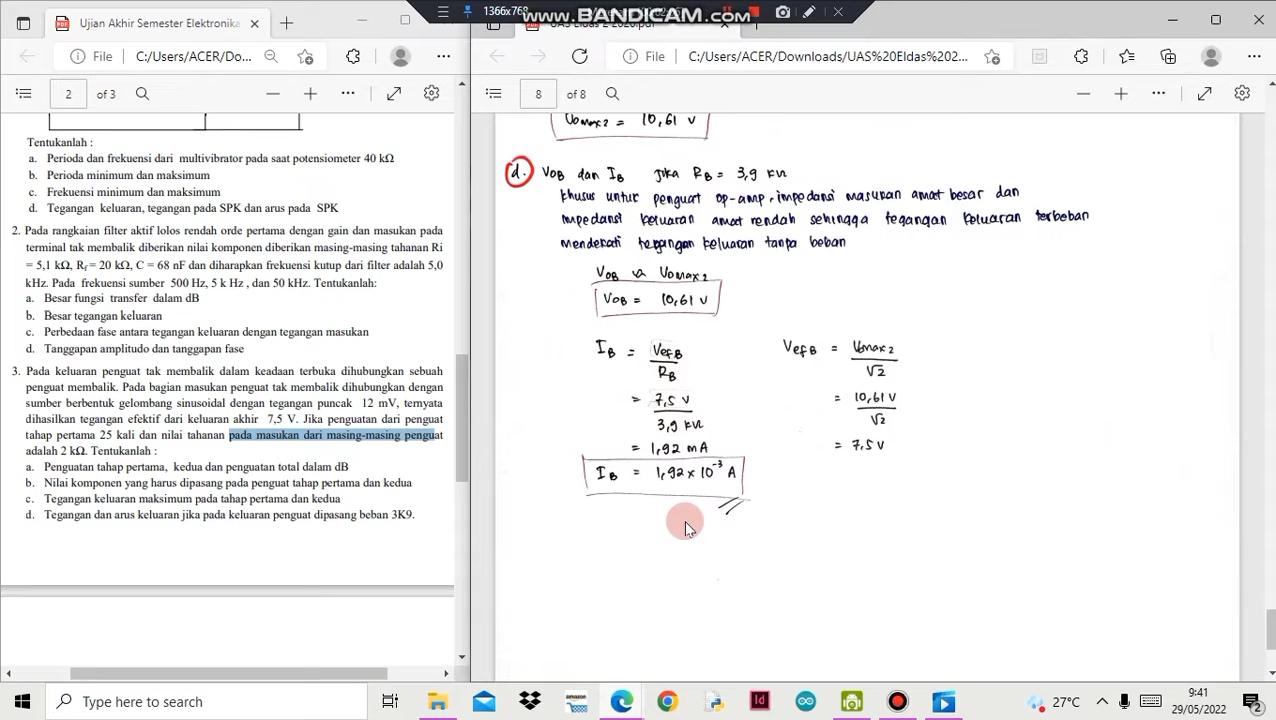 1366x768
www.BANDICAM.com
Ujian Akhir Semester Elektronika
UAS Eldas 2 2020.pdf
File
C:/Users/ACER/Do...
File
C:/Users/ACER/Downloads/UAS%20Eldas%202...
2 of 3
8 of 8
Tentukanlah :
a. Perioda dan frekuensi dari multivibrator pada saat potensiometer 40 kΩ
b. Perioda minimum dan maksimum
c. Frekuensi minimum dan maksimum
d. Tegangan keluaran, tegangan pada SPK dan arus pada SPK
2. Pada rangkaian filter aktif lolos rendah orde pertama dengan gain dan masukan pada
terminal tak membalik diberikan nilai komponen diberikan masing-masing tahanan Ri
= 5,1 kΩ, Rf = 20 kΩ, C = 68 nF dan diharapkan frekuensi kutup dari filter adalah 5,0
kHz. Pada frekuensi sumber 500 Hz, 5 k Hz , dan 50 kHz. Tentukanlah:
a. Besar fungsi transfer dalam dB
b. Besar tegangan keluaran
c. Perbedaan fase antara tegangan keluaran dengan tegangan masukan
d. Tanggapan amplitudo dan tanggapan fase
3. Pada keluaran penguat tak membalik dalam keadaan terbuka dihubungkan sebuah
penguat membalik. Pada bagian masukan penguat tak membalik dihubungkan dengan
sumber berbentuk gelombang sinusoidal dengan tegangan puncak 12 mV, ternyata
dihasilkan tegangan efektif dari keluaran akhir 7,5 V. Jika penguatan dari penguat
tahap pertama 25 kali dan nilai tahanan pada masukan dari masing-masing penguat
adalah 2 kΩ. Tentukanlah :
a. Penguatan tahap pertama, kedua dan penguatan total dalam dB
b. Nilai komponen yang harus dipasang pada penguat tahap pertama dan kedua
c. Tegangan keluaran maksimum pada tahap pertama dan kedua
d. Tegangan dan arus keluaran jika pada keluaran penguat dipasang beban 3K9.
Vomax2 = 10,61 V
d. VOB dan IB jika RB = 3,9 kΩ
khusus untuk penguat op-amp, impedansi masukan amat besar dan
impedansi keluaran amat rendah sehingga tegangan keluaran terbeban
mendekati tegangan keluaran tanpa beban
VOB ∽ Vomax2
VOB = 10,61 V
IB = VefB / RB
= 7,5 V / 3,9 kΩ
= 1,92 mA
IB = 1,92 × 10⁻³ A
VefB = Vomax2 / √2
= 10,61 V / √2
= 7,5 V
Type here to search
27°C
9:41
29/05/2022
2